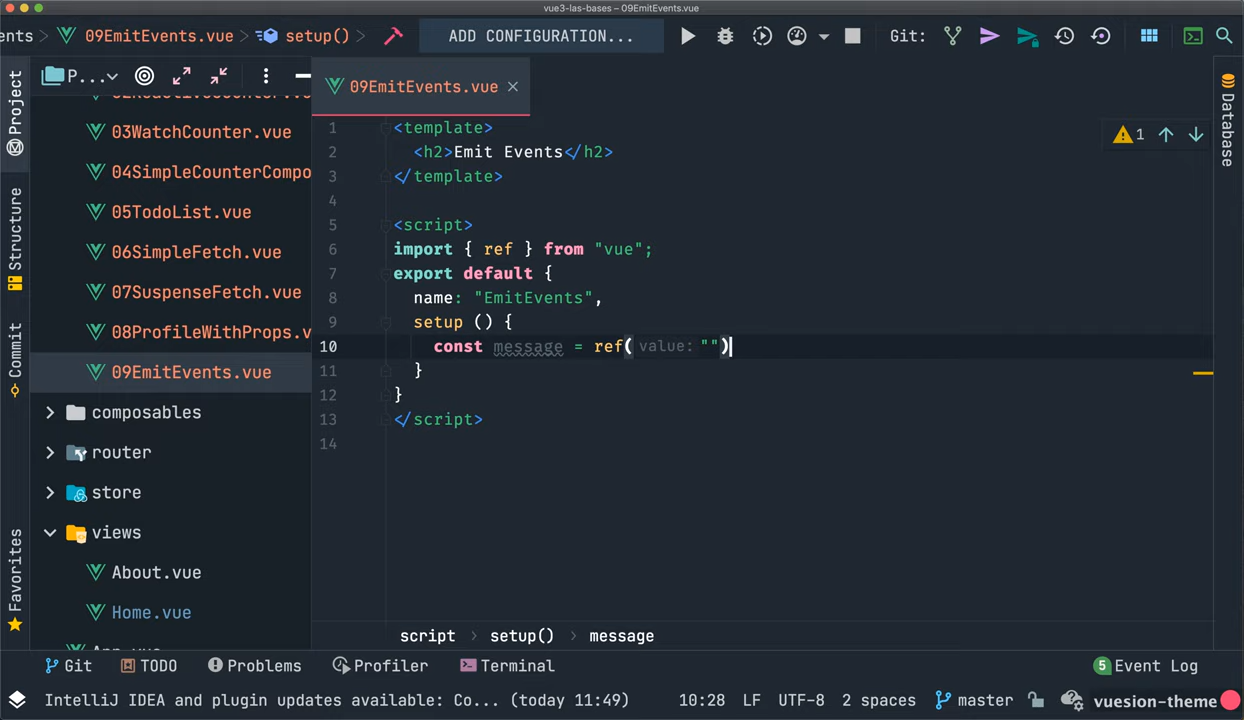 vue3-las-bases – 09EmitEvents.vue
ents > 09EmitEvents.vue > setup() > ADD CONFIGURATION... Git:
Project
P...
09EmitEvents.vue
Database
03WatchCounter.vue
04SimpleCounterCompo
05TodoList.vue
06SimpleFetch.vue
07SuspenseFetch.vue
08ProfileWithProps.v
09EmitEvents.vue
composables
router
store
views
About.vue
Home.vue
Structure
Commit
Favorites
1 <template>
2 <h2>Emit Events</h2>
3 </template>
4
5 <script>
6 import { ref } from "vue";
7 export default {
8 name: "EmitEvents",
9 setup () {
10 const message = ref( value: "")
11 }
12 }
13 </script>
14
1
script > setup() > message
Git TODO Problems Profiler Terminal 5 Event Log
IntelliJ IDEA and plugin updates available: Co... (today 11:49) 10:28 LF UTF-8 2 spaces master vuesion-theme